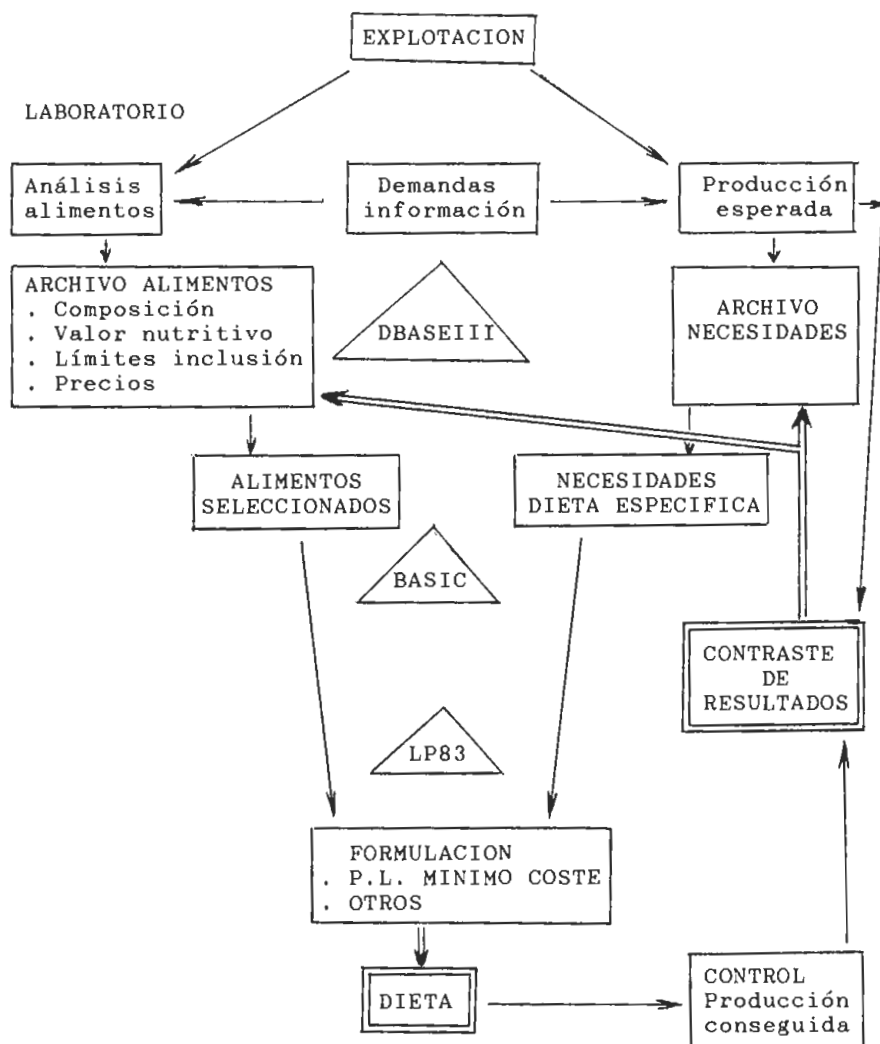 EXPLOTACION
LABORATORIO
Análisis
alimentos
Demandas
información
Producción
esperada
ARCHIVO ALIMENTOS
. Composición
. Valor nutritivo
. Límites inclusión
. Precios
DBASEIII
ARCHIVO
NECESIDADES
ALIMENTOS
SELECCIONADOS
NECESIDADES
DIETA ESPECIFICA
BASIC
CONTRASTE
DE
RESULTADOS
LP83
FORMULACION
. P.L. MINIMO COSTE
. OTROS
DIETA
CONTROL
Producción
conseguida